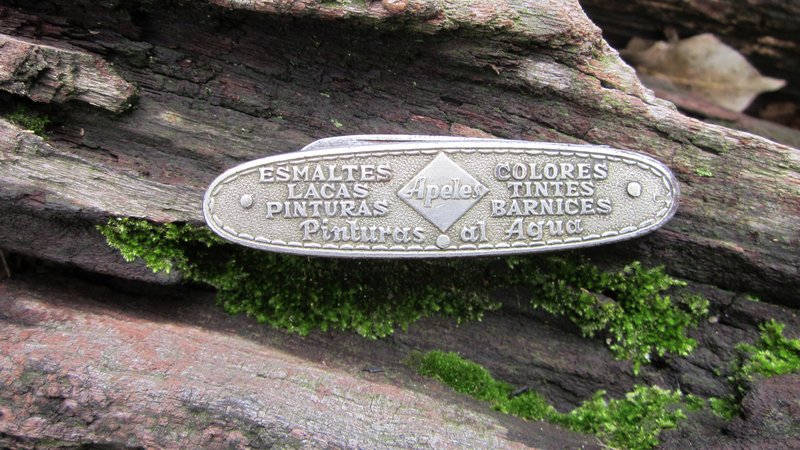 ESMALTES Apeles COLORES
LACAS TINTES
PINTURAS BARNICES
Pinturas al Agua